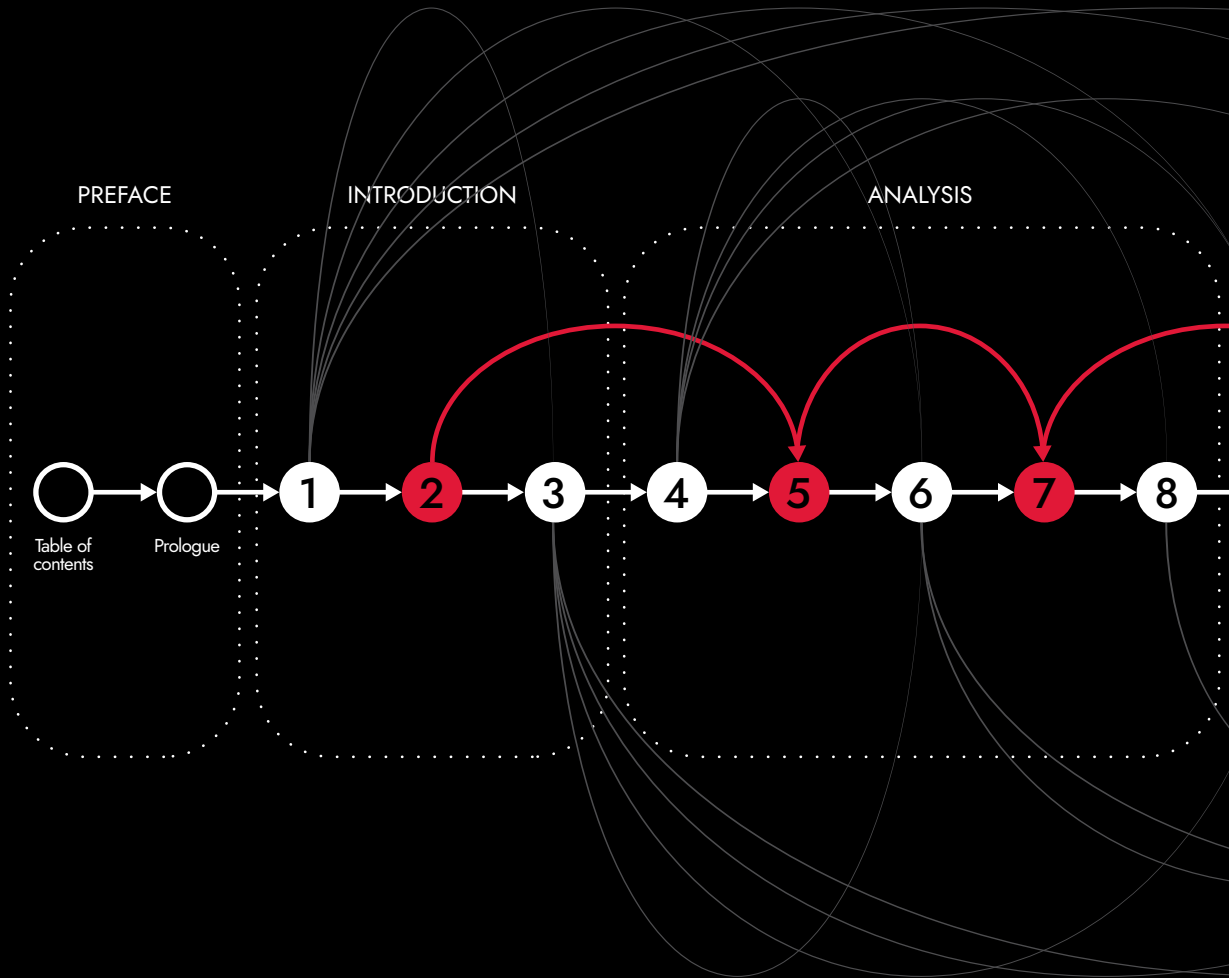 PREFACE
INTRODUCTION
ANALYSIS
1
2
3
4
5
6
7
8
Table of
contents
Prologue